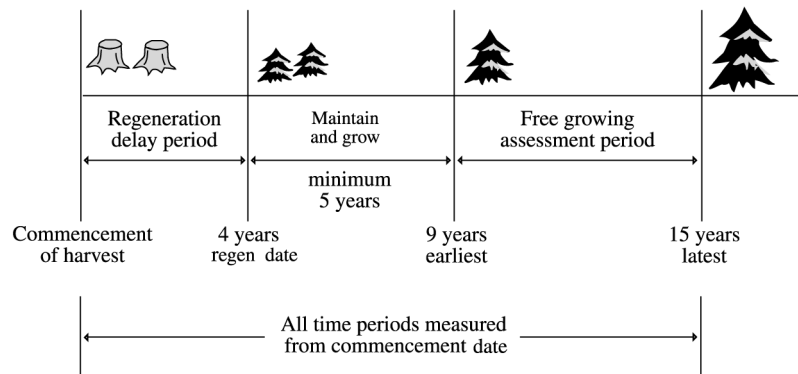 Regeneration
delay period
Maintain
and grow
Free growing
assessment period
minimum
5 years
Commencement
of harvest
4 years
regen date
9 years
earliest
15 years
latest
All time periods measured
from commencement date